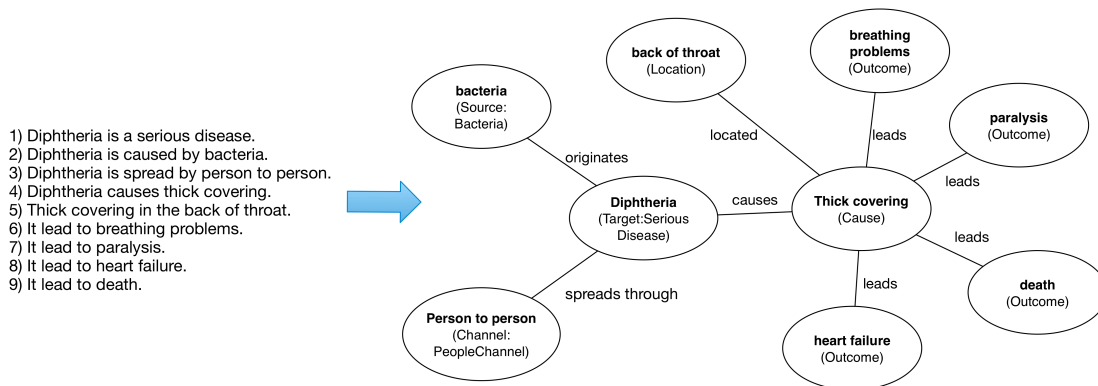 1) Diphtheria is a serious disease.
2) Diphtheria is caused by bacteria.
3) Diphtheria is spread by person to person.
4) Diphtheria causes thick covering.
5) Thick covering in the back of throat.
6) It lead to breathing problems.
7) It lead to paralysis.
8) It lead to heart failure.
9) It lead to death.
bacteria
(Source:
Bacteria)
originates
Diphtheria
(Target:Serious
Disease)
spreads through
Person to person
(Channel:
PeopleChannel)
causes
back of throat
(Location)
located
breathing
problems
(Outcome)
leads
paralysis
(Outcome)
leads
Thick covering
(Cause)
leads
death
(Outcome)
leads
heart failure
(Outcome)